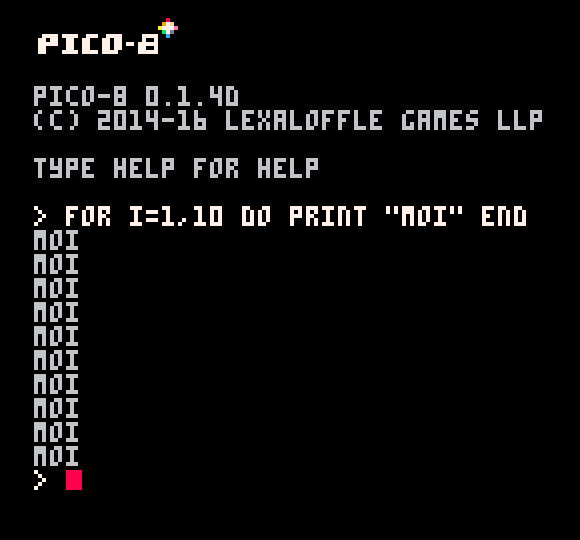 PICO-8
PICO-8 0.1.4D
(C) 2014-16 LEXALOFFLE GAMES LLP
TYPE HELP FOR HELP
> FOR I=1,10 DO PRINT "MOI" END
MOI
MOI
MOI
MOI
MOI
MOI
MOI
MOI
MOI
MOI
>